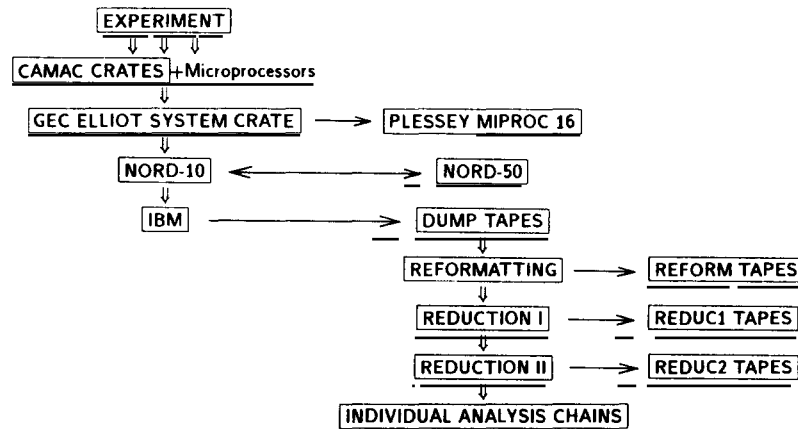 EXPERIMENT
CAMAC CRATES +Microprocessors
GEC ELLIOT SYSTEM CRATE PLESSEY MIPROC 16
NORD-10 NORD-50
IBM DUMP TAPES
REFORMATTING REFORM TAPES
REDUCTION I REDUC1 TAPES
REDUCTION II REDUC2 TAPES
INDIVIDUAL ANALYSIS CHAINS